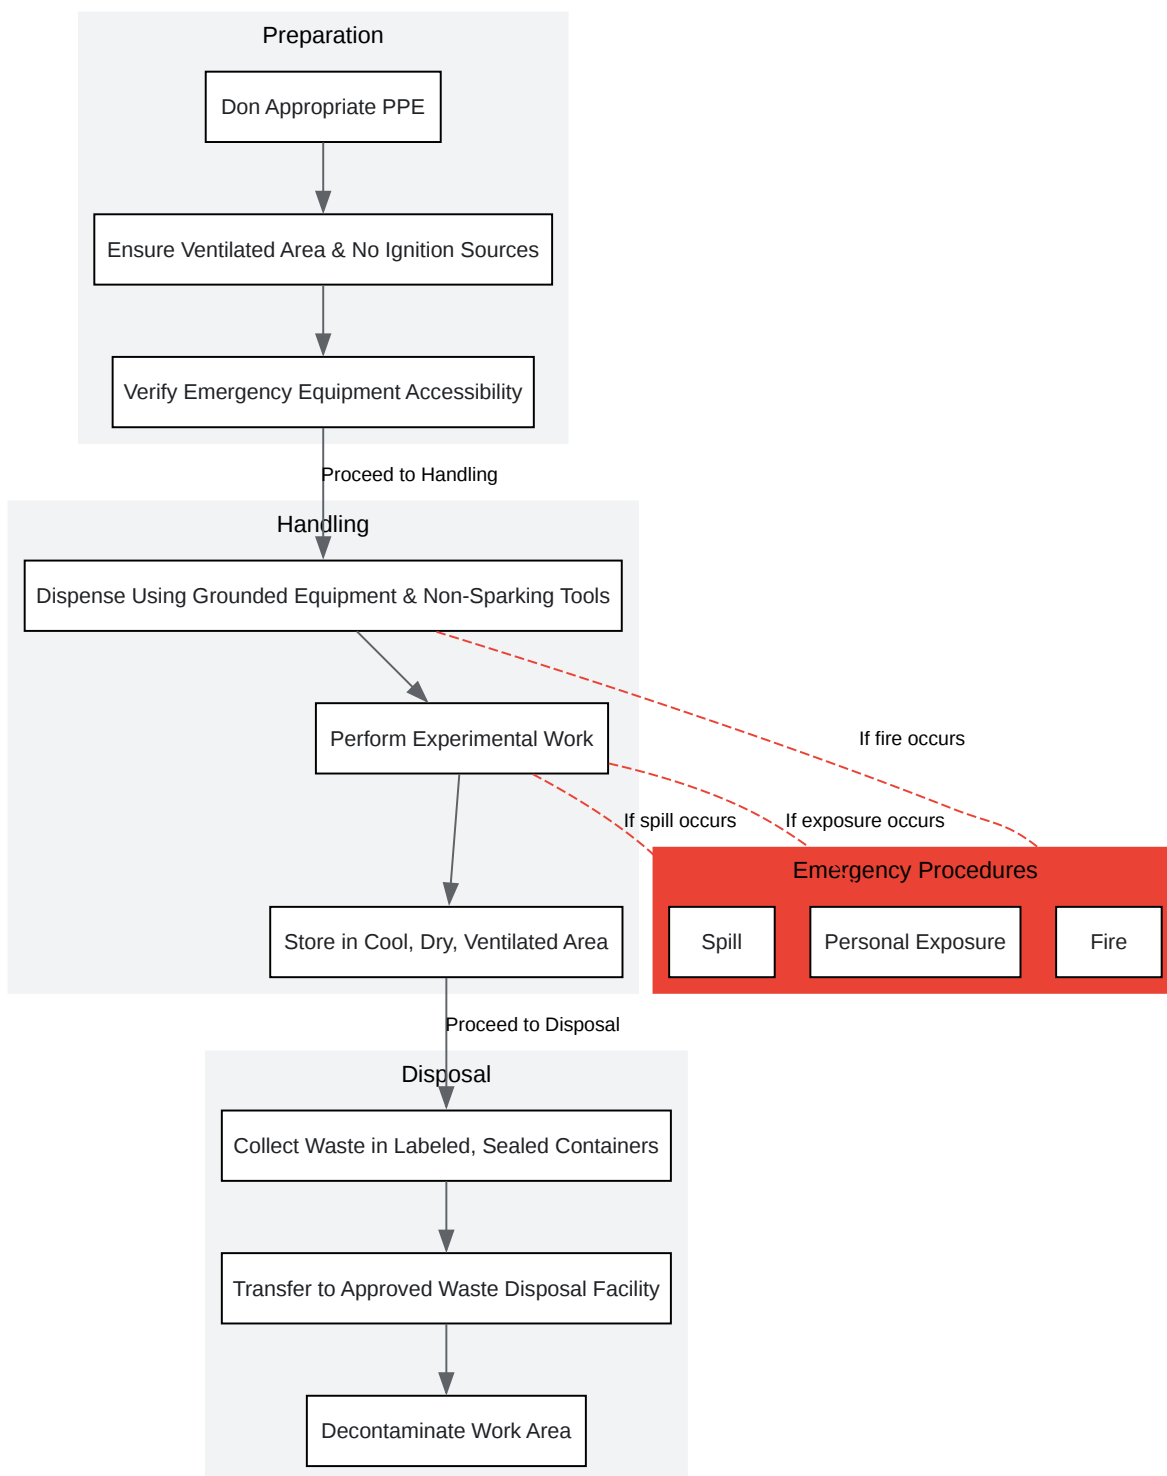 Preparation
Don Appropriate PPE
Ensure Ventilated Area & No Ignition Sources
Verify Emergency Equipment Accessibility
Proceed to Handling
Handling
Dispense Using Grounded Equipment & Non-Sparking Tools
Perform Experimental Work
If fire occurs
If spill occurs
If exposure occurs
Emergency Procedures
Store in Cool, Dry, Ventilated Area
Spill
Personal Exposure
Fire
Proceed to Disposal
Disposal
Collect Waste in Labeled, Sealed Containers
Transfer to Approved Waste Disposal Facility
Decontaminate Work Area